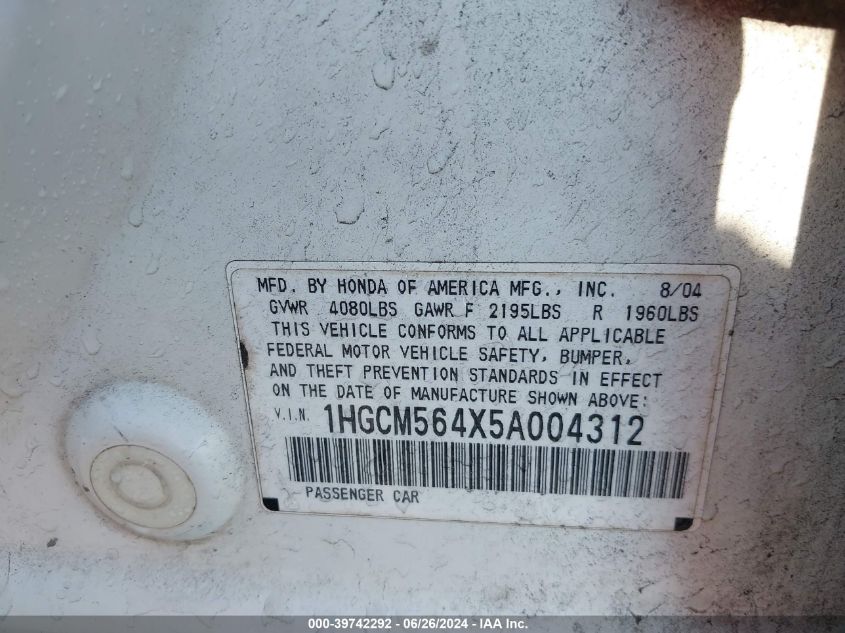 MFD. BY HONDA OF AMERICA MFG., INC. 8/04
GVWR 4080LBS GAWR F 2195LBS R 1960LBS
THIS VEHICLE CONFORMS TO ALL APPLICABLE
FEDERAL MOTOR VEHICLE SAFETY, BUMPER,
AND THEFT PREVENTION STANDARDS IN EFFECT
ON THE DATE OF MANUFACTURE SHOWN ABOVE:
V.I.N. 1HGCM564X5A004312
PASSENGER CAR
000-39742292 - 06/26/2024 - IAA Inc.